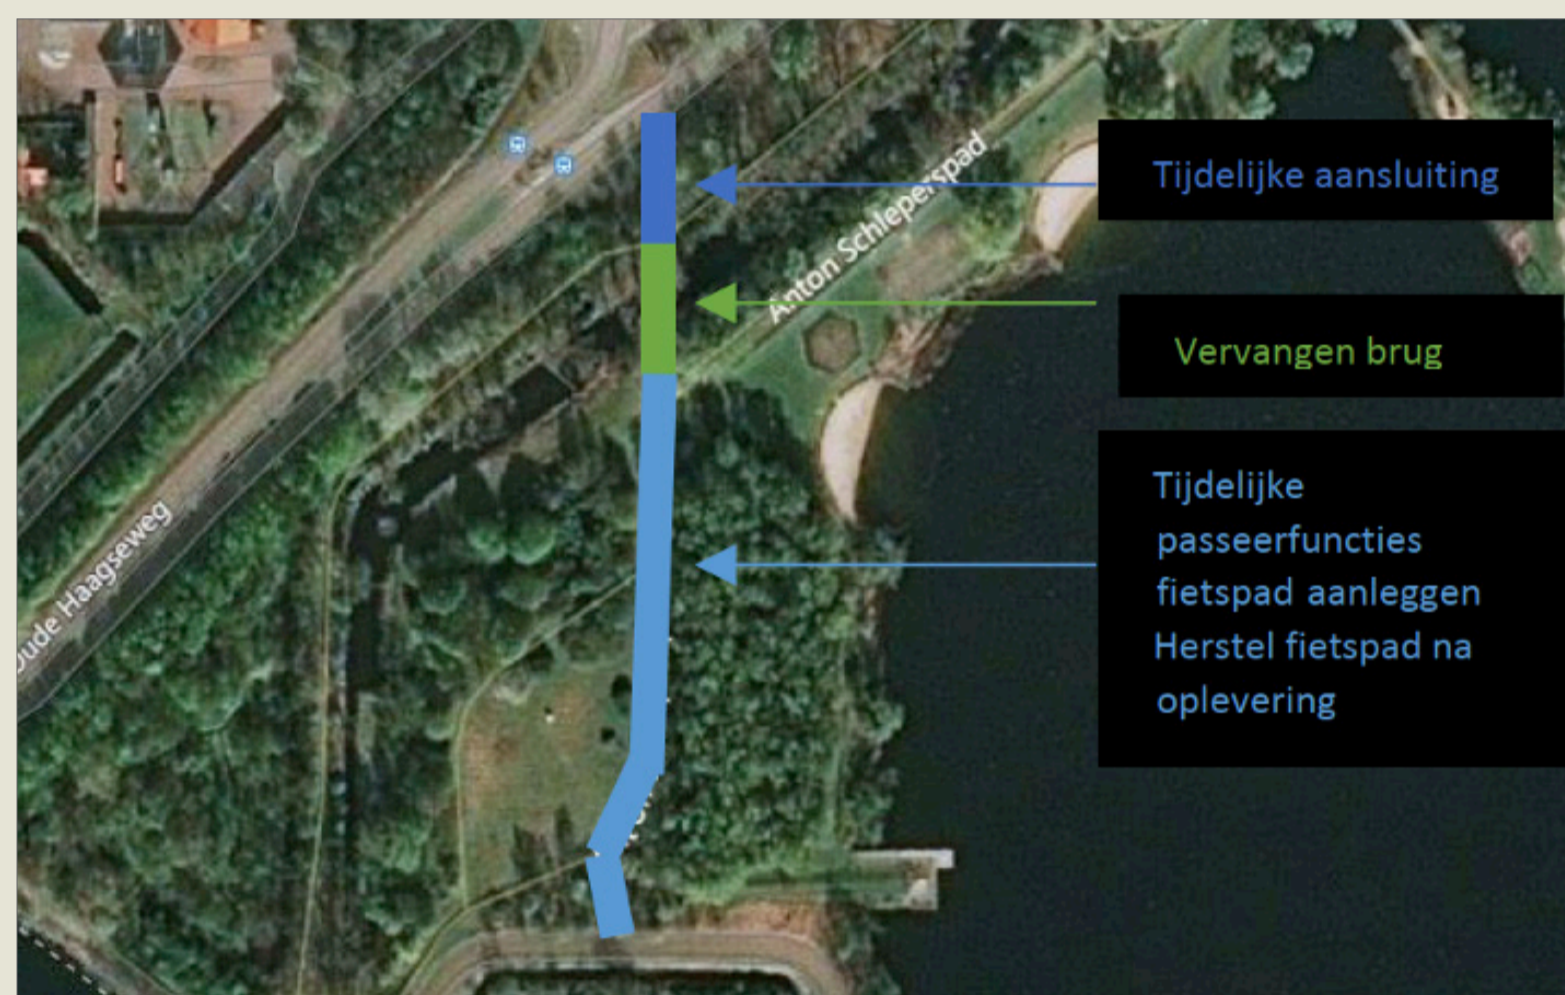 Tijdelijke aansluiting
Anton Schleperspad
Vervangen brug
Tijdelijke
passeerfuncties
fietspad aanleggen
Herstel fietspad na
oplevering
Oude Haagseweg